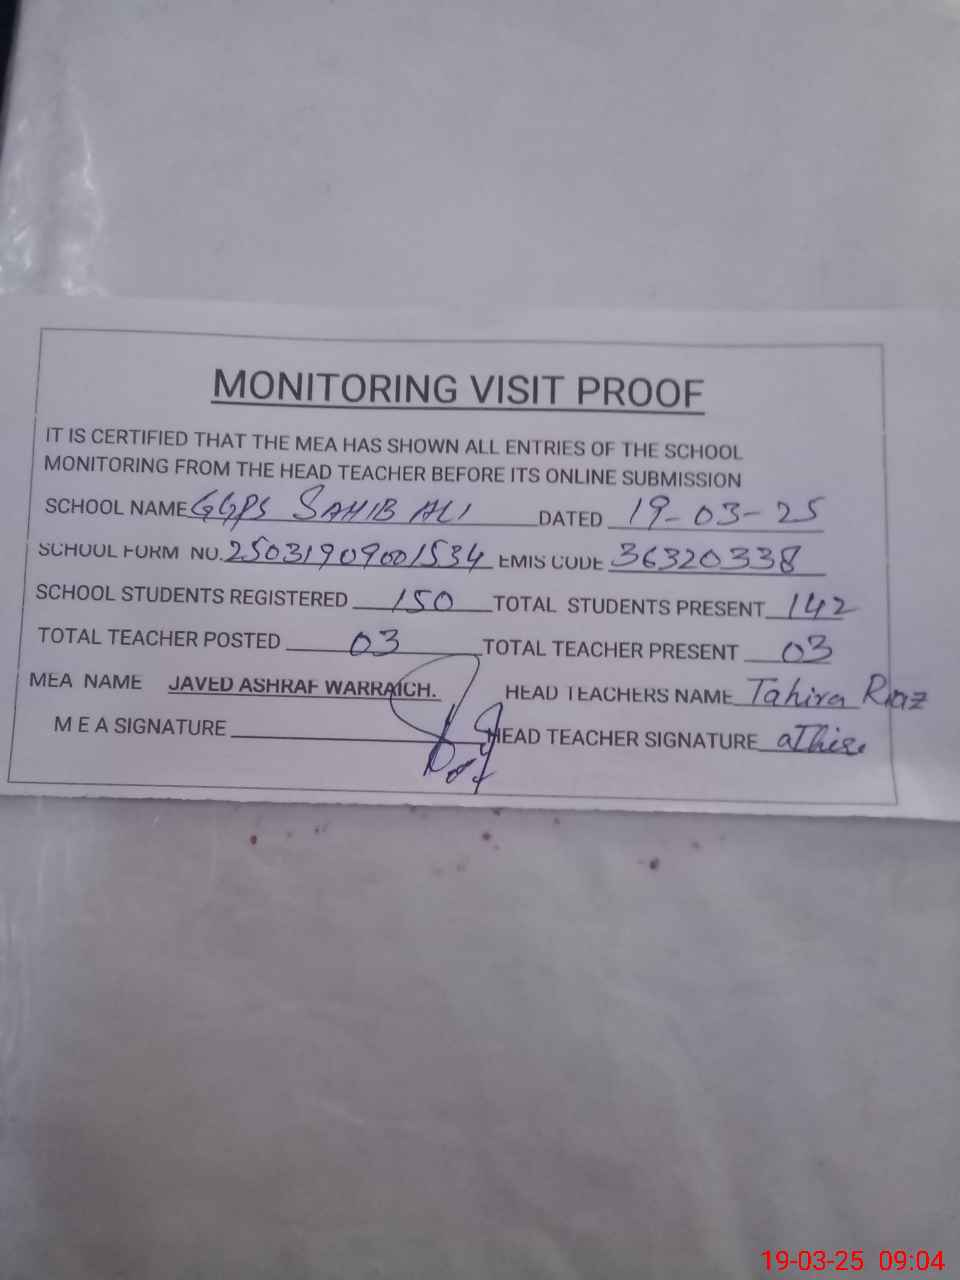 MONITORING VISIT PROOF
IT IS CERTIFIED THAT THE MEA HAS SHOWN ALL ENTRIES OF THE SCHOOL
MONITORING FROM THE HEAD TEACHER BEFORE ITS ONLINE SUBMISSION
SCHOOL NAME GGPS SAHIB ALI DATED 19-03-25
SCHOOL FORM NO. 25031909001534 EMIS CODE 36320338
SCHOOL STUDENTS REGISTERED 150 TOTAL STUDENTS PRESENT 142
TOTAL TEACHER POSTED 03 TOTAL TEACHER PRESENT 03
MEA NAME JAVED ASHRAF WARRAICH. HEAD TEACHERS NAME Tahira Riaz
M E A SIGNATURE HEAD TEACHER SIGNATURE
19-03-25 09:04